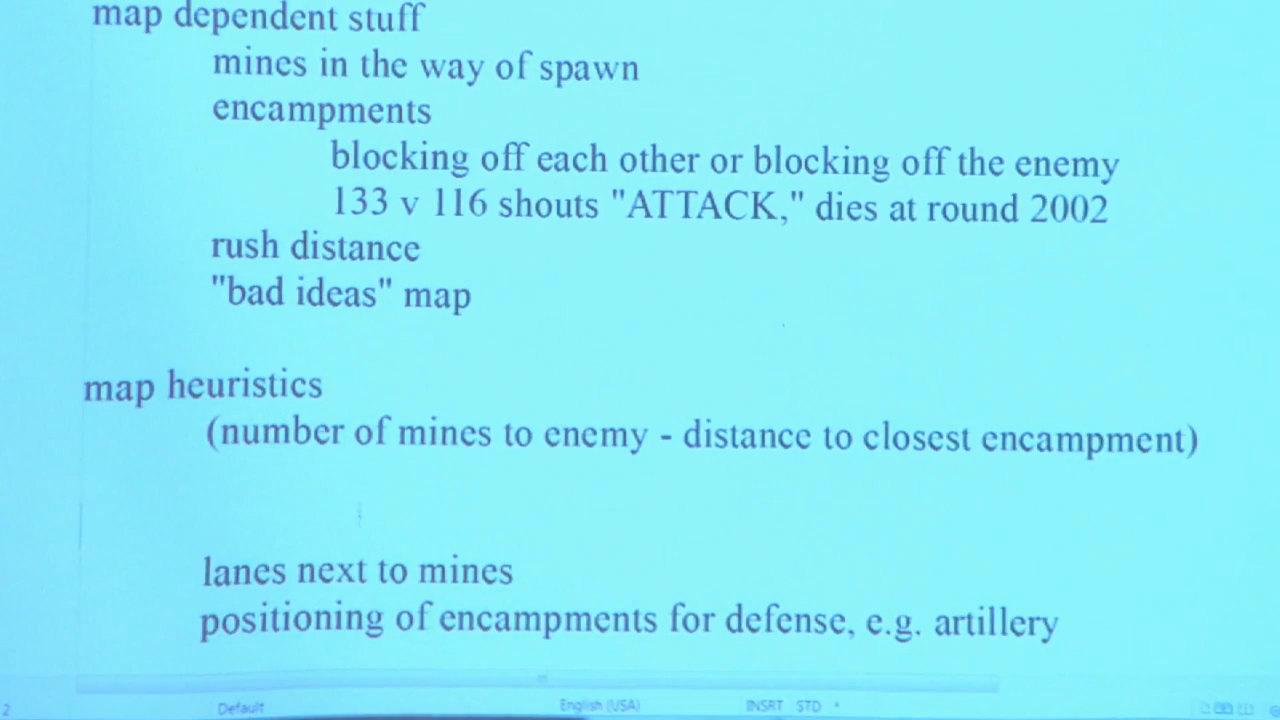 map dependent stuff
mines in the way of spawn
encampments
blocking off each other or blocking off the enemy
133 v 116 shouts "ATTACK," dies at round 2002
rush distance
"bad ideas" map
map heuristics
(number of mines to enemy - distance to closest encampment)
lanes next to mines
positioning of encampments for defense, e.g. artillery
2 Default English (USA) INSRT STD *